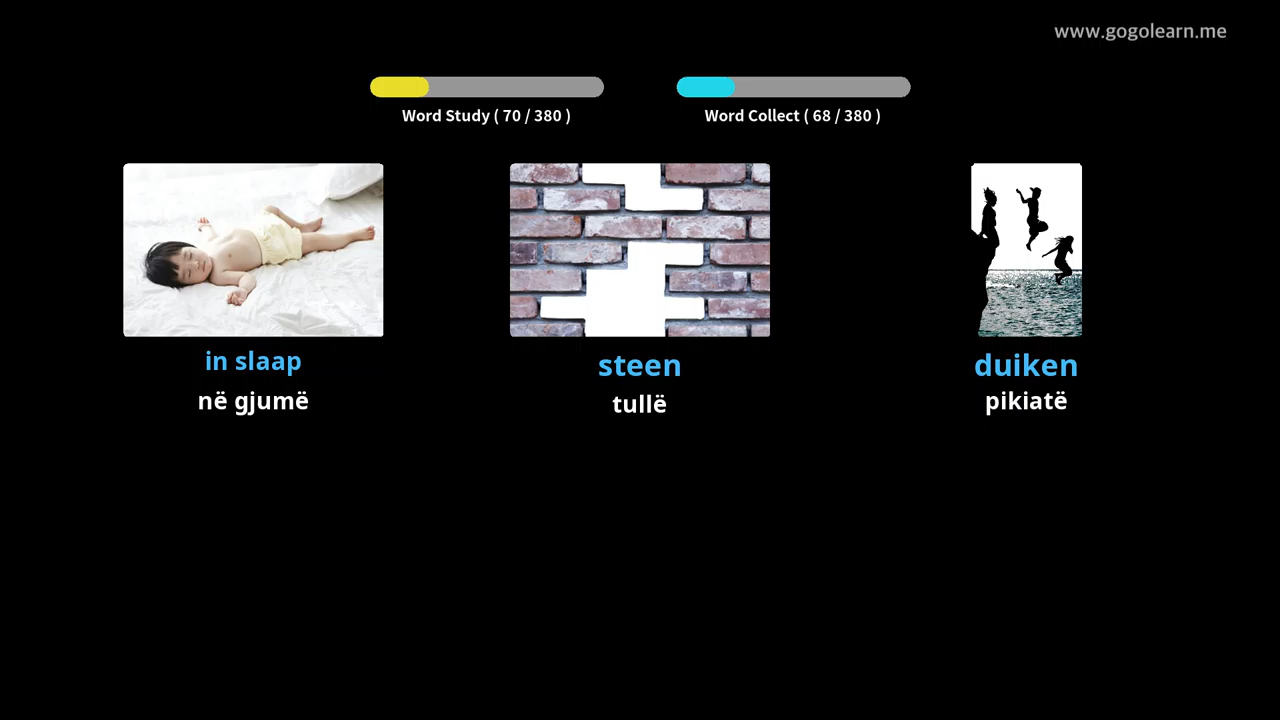 www.gogolearn.me
Word Study ( 70 / 380 )
Word Collect ( 68 / 380 )
in slaap
steen
duiken
në gjumë
tullë
pikiatë